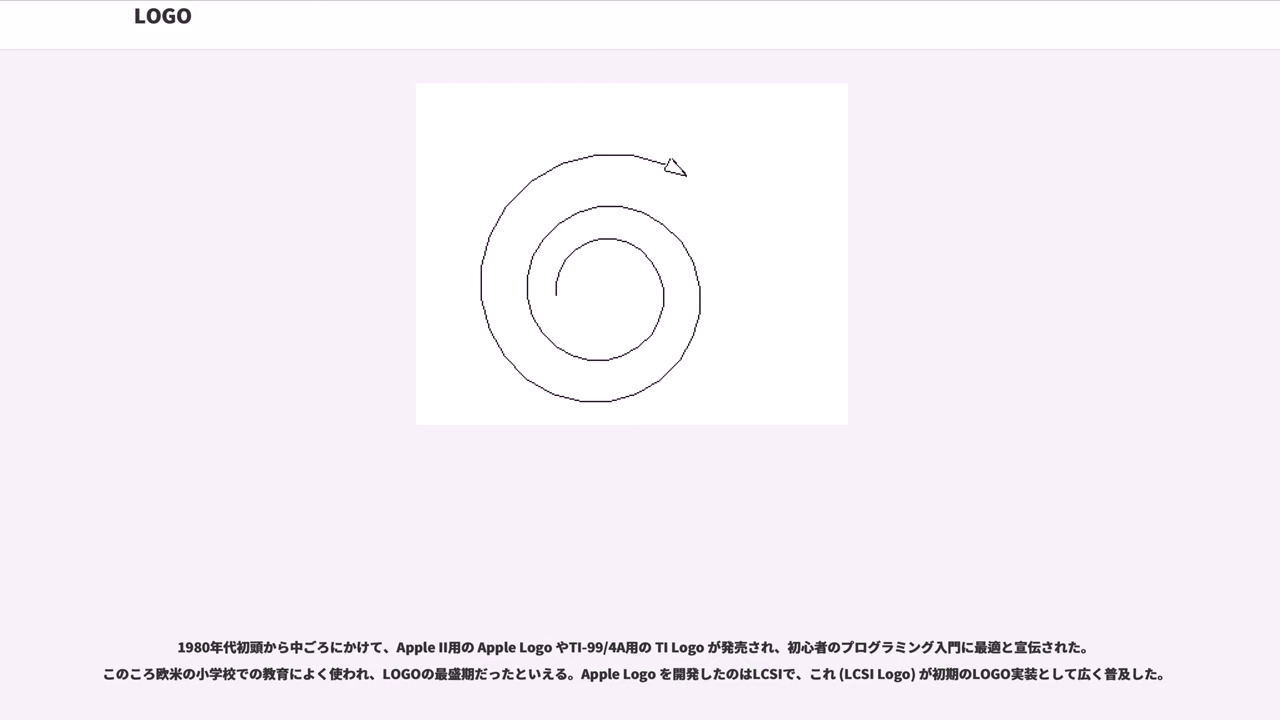 LOGO
1980年代初頭から中ごろにかけて、Apple II用の Apple Logo やTI-99/4A用の TI Logo が発売され、初心者のプログラミング入門に最適と宣伝された。
このころ欧米の小学校での教育によく使われ、LOGOの最盛期だったといえる。Apple Logo を開発したのはLCSIで、これ (LCSI Logo) が初期のLOGO実装として広く普及した。